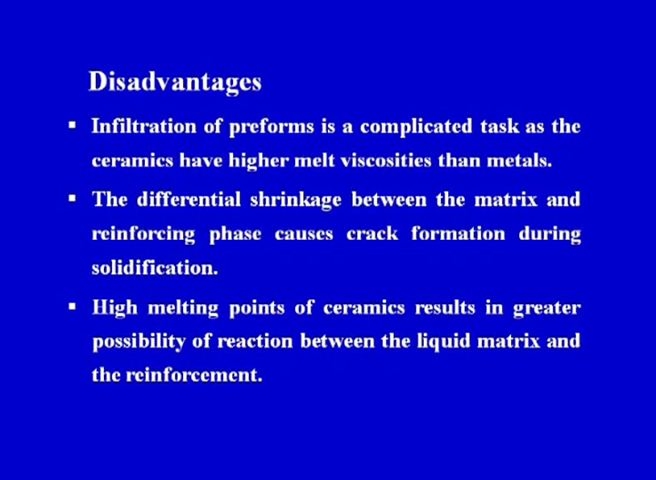 Disadvantages
▪ Infiltration of preforms is a complicated task as the
ceramics have higher melt viscosities than metals.
▪ The differential shrinkage between the matrix and
reinforcing phase causes crack formation during
solidification.
▪ High melting points of ceramics results in greater
possibility of reaction between the liquid matrix and
the reinforcement.